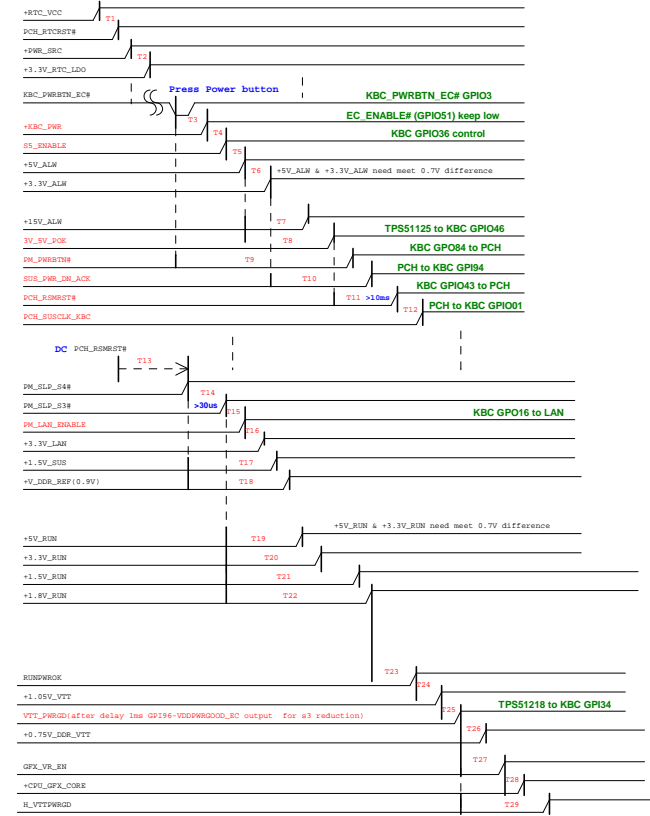 +RTC_VCC
T1
PCH_RTCRST#
+PWR_SRC
T2
+3.3V_RTC_LDO
Press Power button
KBC_PWRBTN_EC#
KBC_PWRBTN_EC# GPIO3
EC_ENABLE# (GPIO51) keep low
T3
+KBC_PWR
T4
KBC GPIO36 control
S5_ENABLE
T5
+5V_ALW
T6
+5V_ALW & +3.3V_ALW need meet 0.7V difference
+3.3V_ALW
+15V_ALW
T7
TPS51125 to KBC GPIO46
3V_5V_POK
T8
KBC GPO84 to PCH
PM_PWRBTN#
T9
PCH to KBC GPI94
SUS_PWR_DN_ACK
T10
KBC GPIO43 to PCH
PCH_RSMRST#
T11 >10ms
PCH to KBC GPIO01
T12
PCH_SUSCLK_KBC
DC PCH_RSMRST#
T13
PM_SLP_S4#
T14
PM_SLP_S3#
>30us
T15
KBC GPO16 to LAN
PM_LAN_ENABLE
T16
+3.3V_LAN
+1.5V_SUS
T17
+V_DDR_REF(0.9V)
T18
+5V_RUN & +3.3V_RUN need meet 0.7V difference
+5V_RUN
T19
+3.3V_RUN
T20
+1.5V_RUN
T21
+1.8V_RUN
T22
RUNPWROK
T23
T24
+1.05V_VTT
TPS51218 to KBC GPI34
T25
VTT_PWRGD(after delay 1ms GPI96-VDDPWRGOOD_EC output for s3 reduction)
T26
+0.75V_DDR_VTT
T27
GFX_VR_EN
T28
+CPU_GFX_CORE
H_VTTPWRGD
T29